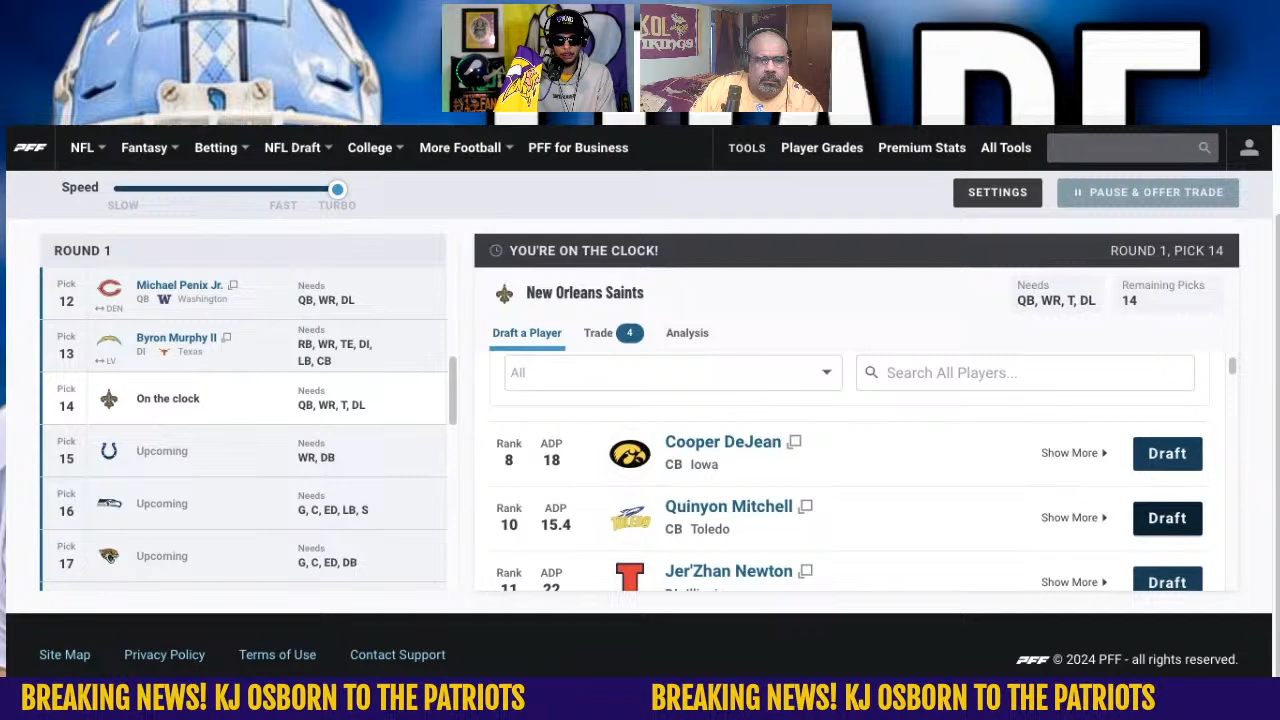 KOL
VIKINGS
PFF NFL Fantasy Betting NFL Draft College More Football PFF for Business TOOLS Player Grades Premium Stats All Tools
Speed
SLOW FAST TURBO
SETTINGS
PAUSE & OFFER TRADE
ROUND 1
Pick 12
DEN
Michael Penix Jr.
QB W Washington
Needs
QB, WR, DL
Pick 13
LV
Byron Murphy II
DI Texas
Needs
RB, WR, TE, DI,
LB, CB
Pick 14
On the clock
Needs
QB, WR, T, DL
Pick 15
Upcoming
Needs
WR, DB
Pick 16
Upcoming
Needs
G, C, ED, LB, S
Pick 17
Upcoming
Needs
G, C, ED, DB
YOU'RE ON THE CLOCK! ROUND 1, PICK 14
New Orleans Saints
Needs
QB, WR, T, DL
Remaining Picks
14
Draft a Player Trade 4 Analysis
All
Search All Players...
Rank 8
ADP 18
Cooper DeJean
CB Iowa
Show More
Draft
Rank 10
ADP 15.4
TOLEDO
Quinyon Mitchell
CB Toledo
Show More
Draft
Rank 11
ADP 22
Jer'Zhan Newton
Show More
Draft
Site Map Privacy Policy Terms of Use Contact Support
PFF © 2024 PFF - all rights reserved.
BREAKING NEWS! KJ OSBORN TO THE PATRIOTS BREAKING NEWS! KJ OSBORN TO THE PATRIOTS